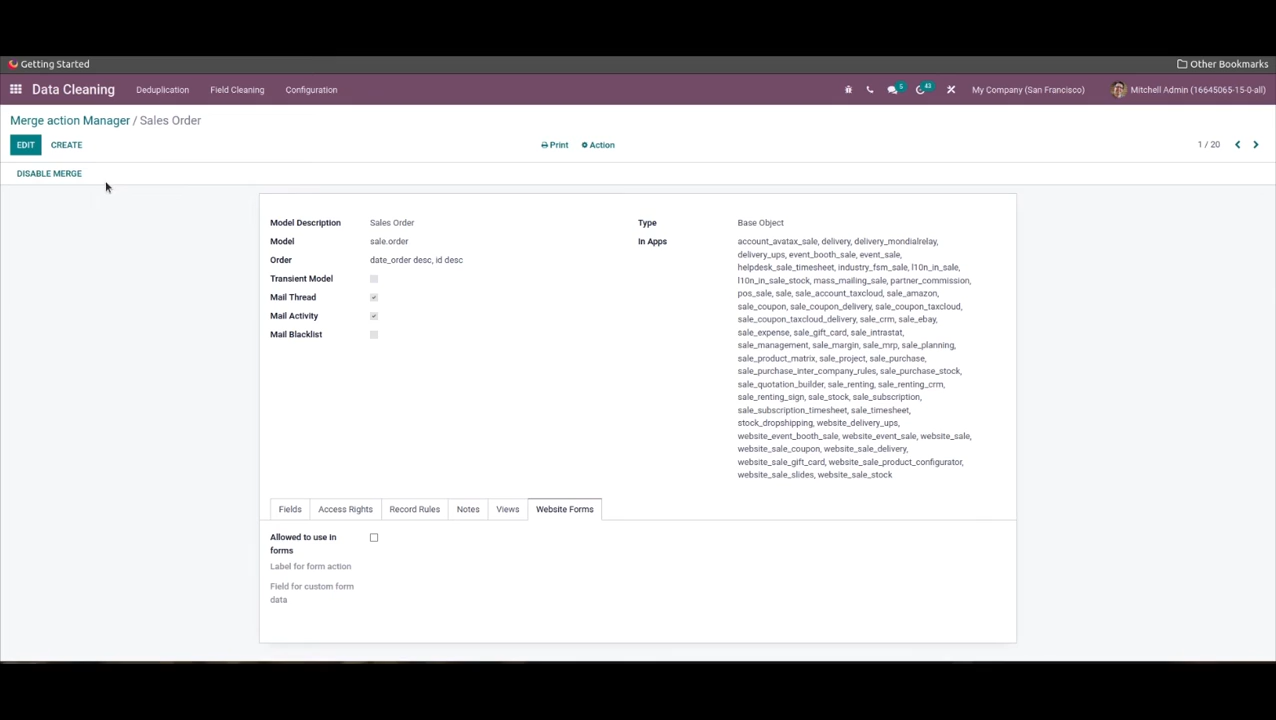 Getting Started
Other Bookmarks
Data Cleaning Deduplication Field Cleaning Configuration 5 43 My Company (San Francisco) Mitchell Admin (16645065-15-0-all)
Merge action Manager / Sales Order
EDIT CREATE Print Action 1 / 20
DISABLE MERGE
Model Description Sales Order
Model sale.order
Order date_order desc, id desc
Transient Model
Mail Thread
Mail Activity
Mail Blacklist
Type Base Object
In Apps account_avatax_sale, delivery, delivery_mondialrelay,
delivery_ups, event_booth_sale, event_sale,
helpdesk_sale_timesheet, industry_fsm_sale, l10n_in_sale,
l10n_in_sale_stock, mass_mailing_sale, partner_commission,
pos_sale, sale, sale_account_taxcloud, sale_amazon,
sale_coupon, sale_coupon_delivery, sale_coupon_taxcloud,
sale_coupon_taxcloud_delivery, sale_crm, sale_ebay,
sale_expense, sale_gift_card, sale_intrastat,
sale_management, sale_margin, sale_mrp, sale_planning,
sale_product_matrix, sale_project, sale_purchase,
sale_purchase_inter_company_rules, sale_purchase_stock,
sale_quotation_builder, sale_renting, sale_renting_crm,
sale_renting_sign, sale_stock, sale_subscription,
sale_subscription_timesheet, sale_timesheet,
stock_dropshipping, website_delivery_ups,
website_event_booth_sale, website_event_sale, website_sale,
website_sale_coupon, website_sale_delivery,
website_sale_gift_card, website_sale_product_configurator,
website_sale_slides, website_sale_stock
Fields Access Rights Record Rules Notes Views Website Forms
Allowed to use in
forms
Label for form action
Field for custom form
data